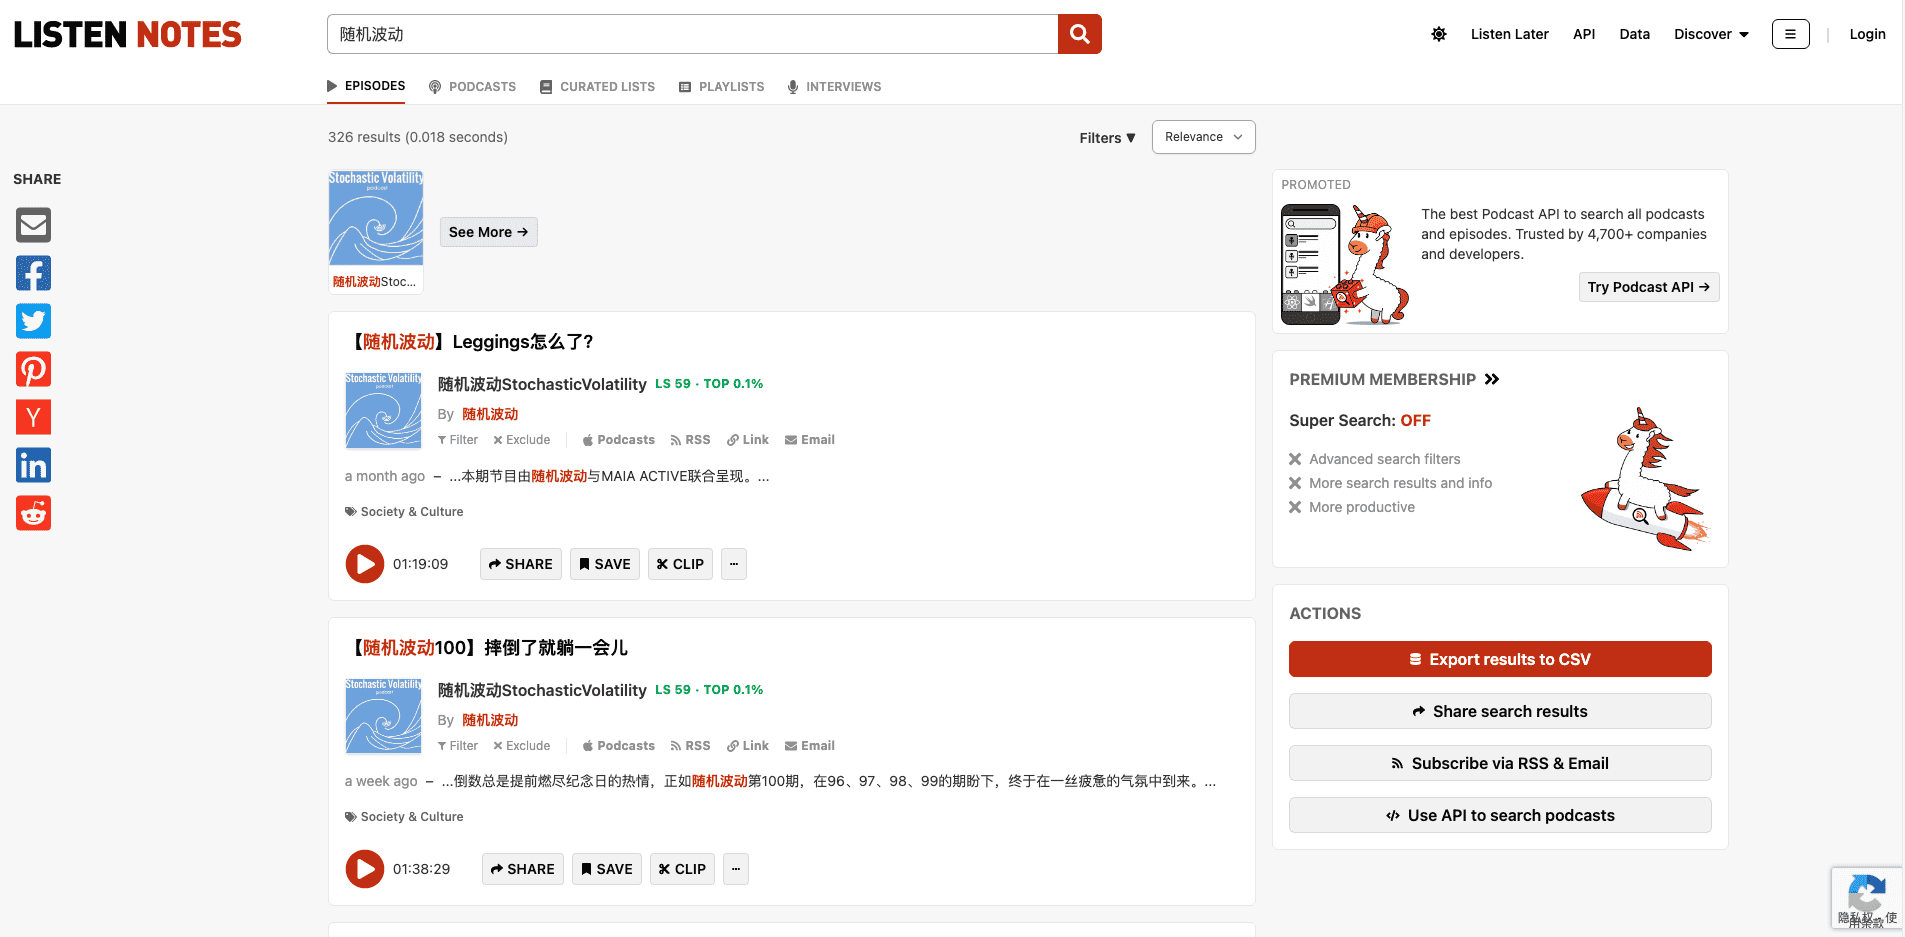 LISTEN NOTES
随机波动
Listen Later
API
Data
Discover
Login
EPISODES
PODCASTS
CURATED LISTS
PLAYLISTS
INTERVIEWS
326 results (0.018 seconds)
Filters ▼
Relevance
SHARE
Stochastic Volatility
podcast
随机波动Stoc...
See More →
【随机波动】Leggings怎么了?
Stochastic Volatility
podcast
随机波动StochasticVolatility LS 59 · TOP 0.1%
By 随机波动
Filter Exclude Podcasts RSS Link Email
a month ago – ...本期节目由随机波动与MAIA ACTIVE联合呈现。...
Society & Culture
01:19:09 SHARE SAVE CLIP ...
【随机波动100】摔倒了就躺一会儿
Stochastic Volatility
podcast
随机波动StochasticVolatility LS 59 · TOP 0.1%
By 随机波动
Filter Exclude Podcasts RSS Link Email
a week ago – ...倒数总是提前燃尽纪念日的热情，正如随机波动第100期，在96、97、98、99的期盼下，终于在一丝疲惫的气氛中到来。...
Society & Culture
01:38:29 SHARE SAVE CLIP ...
PROMOTED
The best Podcast API to search all podcasts
and episodes. Trusted by 4,700+ companies
and developers.
Try Podcast API →
PREMIUM MEMBERSHIP
Super Search: OFF
Advanced search filters
More search results and info
More productive
ACTIONS
Export results to CSV
Share search results
Subscribe via RSS & Email
Use API to search podcasts
隐私权 - 使
用条款